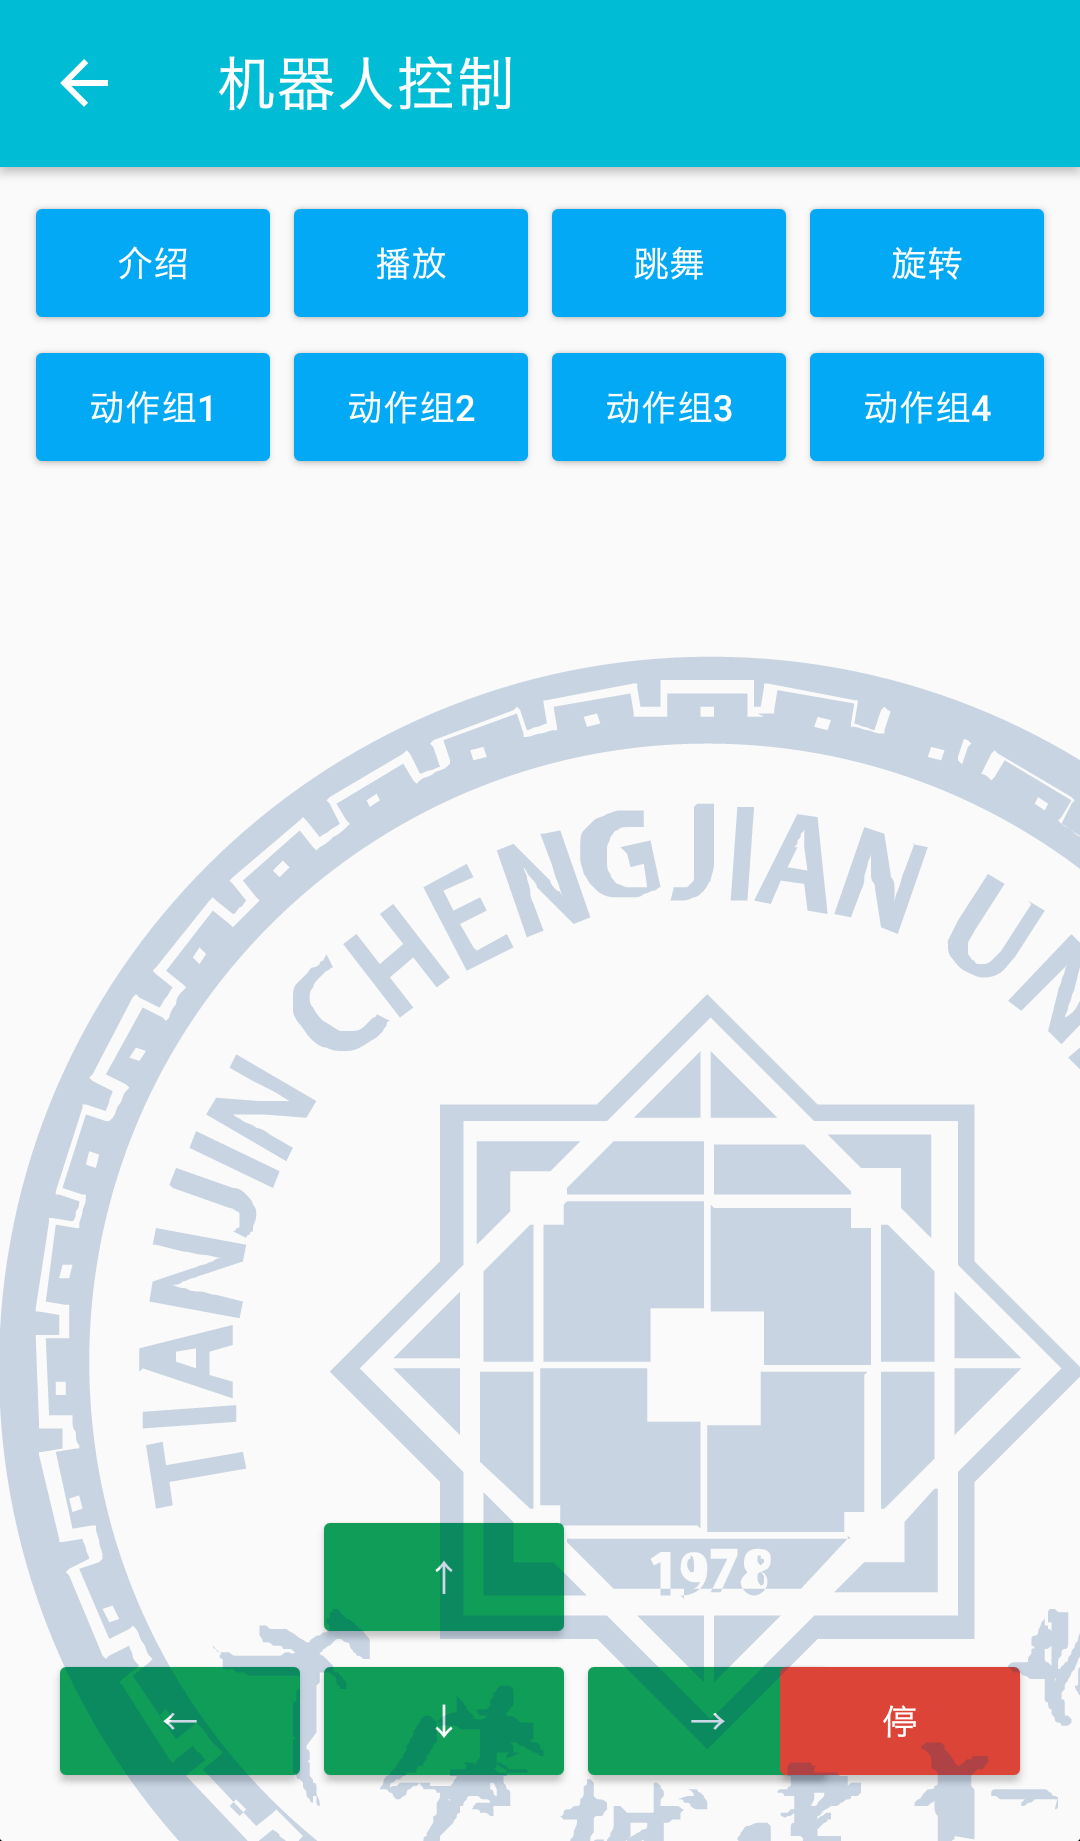 机器人控制
介绍 播放 跳舞 旋转
动作组1 动作组2 动作组3 动作组4
TIANJIN CHENGJIAN UN
1978
↑
← ↓ → 停